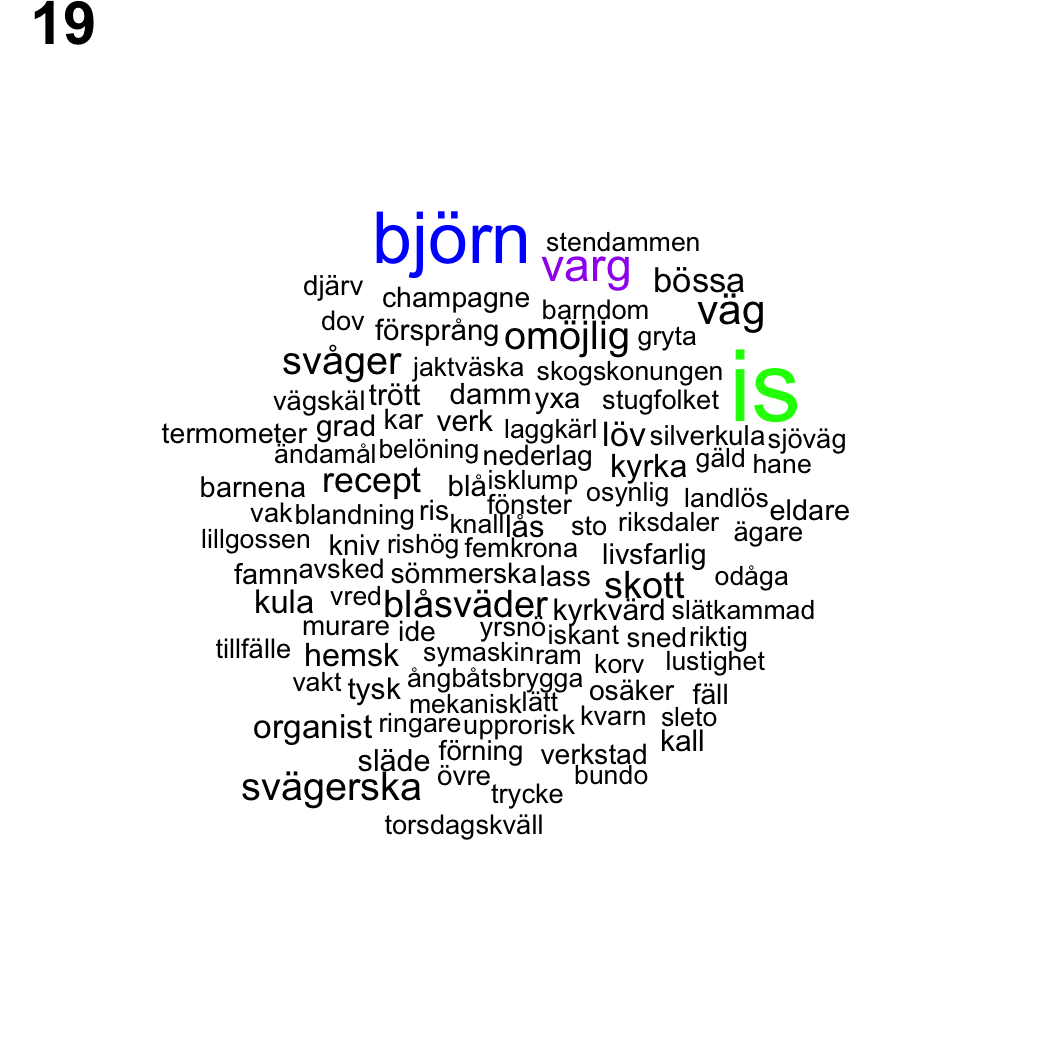 19
björn stendammen
varg
djärv champagne bössa
barndom väg
dov försprång omöjlig gryta
svåger jaktväska skogskonungen is
vägskäl trött damm yxa stugfolket
termometer grad kar verk laggkärl löv silverkula sjöväg
ändamål belöning nederlag kyrka gäld hane
barnena recept blå isklump osynlig landlös
vak blandning ris fönster eldare
knall lås sto riksdaler ägare
lillgossen kniv rishög femkrona livsfarlig
famn avsked sömmerska lass skott odåga
kula vred blåsväder kyrkvärd slätkammad
murare ide yrsnö iskant sned riktig
tillfälle hemsk symaskin ram korv lustighet
vakt tysk ångbåtsbrygga osäker fäll
mekanisk lätt
organist ringare upprorisk kvarn sleto
kall
släde förning verkstad
svägerska övre bundo
trycke
torsdagskväll